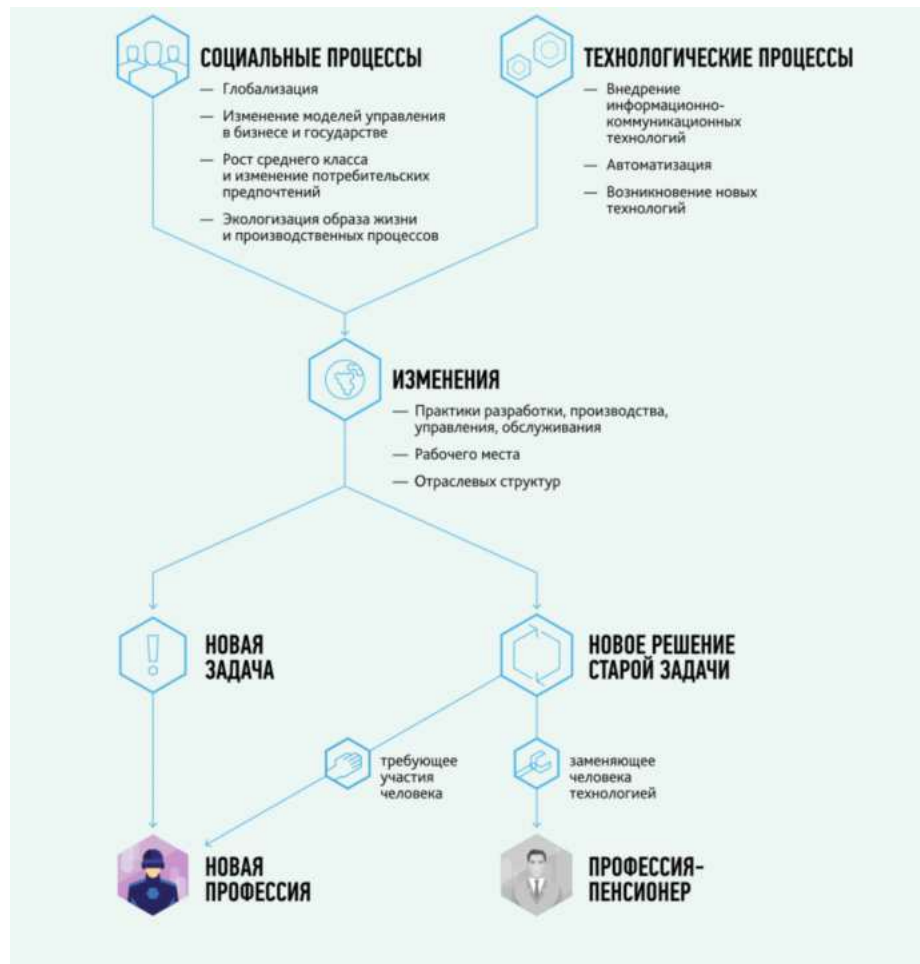 СОЦИАЛЬНЫЕ ПРОЦЕССЫ
— Глобализация
— Изменение моделей управления
в бизнесе и государстве
— Рост среднего класса
и изменение потребительских
предпочтений
— Экологизация образа жизни
и производственных процессов
ТЕХНОЛОГИЧЕСКИЕ ПРОЦЕССЫ
— Внедрение
информационно-
коммуникационных
технологий
— Автоматизация
— Возникновение новых
технологий
ИЗМЕНЕНИЯ
— Практики разработки, производства,
управления, обслуживания
— Рабочего места
— Отраслевых структур
НОВАЯ
ЗАДАЧА
НОВОЕ РЕШЕНИЕ
СТАРОЙ ЗАДАЧИ
требующее
участия
человека
заменяющее
человека
технологией
НОВАЯ
ПРОФЕССИЯ
ПРОФЕССИЯ-
ПЕНСИОНЕР